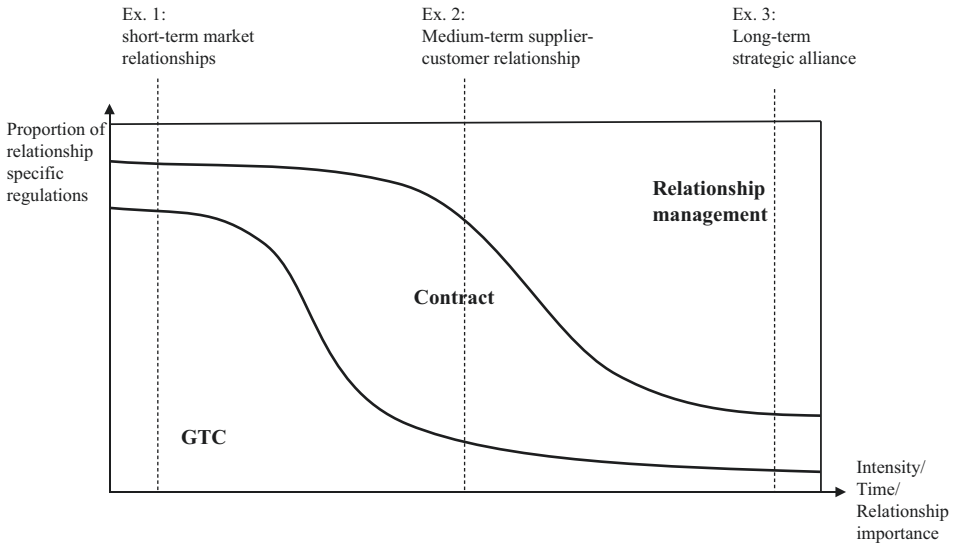 Ex. 1:
short-term market
relationships
Ex. 2:
Medium-term supplier-
customer relationship
Ex. 3:
Long-term
strategic alliance
Proportion of
relationship
specific
regulations
Relationship
management
Contract
GTC
Intensity/
Time/
Relationship
importance